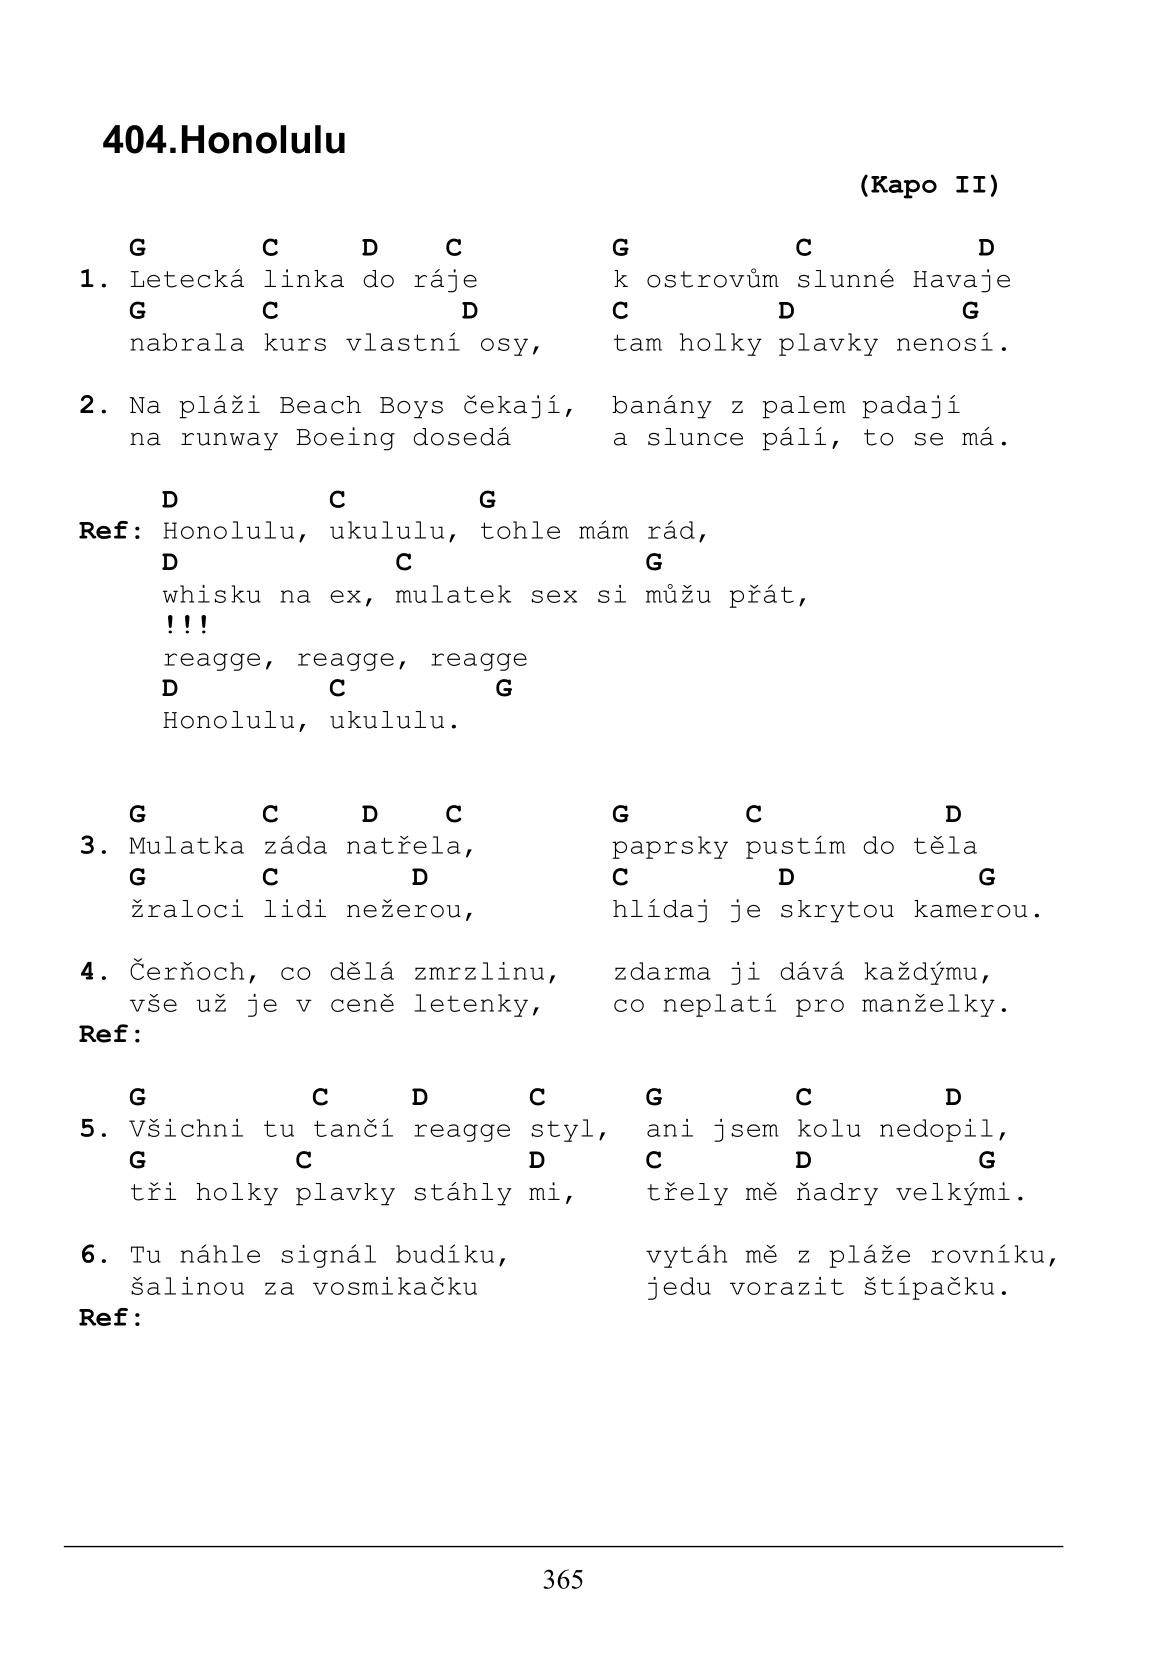 404.Honolulu
(Kapo II)
G C D C G C D
1. Letecká linka do ráje k ostrovům slunné Havaje
G C D C D G
nabrala kurs vlastní osy, tam holky plavky nenosí.
2. Na pláži Beach Boys čekají, banány z palem padají
na runway Boeing dosedá a slunce pálí, to se má.
D C G
Ref: Honolulu, ukululu, tohle mám rád,
D C G
whisku na ex, mulatek sex si můžu přát,
!!!
reagge, reagge, reagge
D C G
Honolulu, ukululu.
G C D C G C D
3. Mulatka záda natřela, paprsky pustím do těla
G C D C D G
žraloci lidi nežerou, hlídaj je skrytou kamerou.
4. Čerňoch, co dělá zmrzlinu, zdarma ji dává každýmu,
vše už je v ceně letenky, co neplatí pro manželky.
Ref:
G C D C G C D
5. Všichni tu tančí reagge styl, ani jsem kolu nedopil,
G C D C D G
tři holky plavky stáhly mi, třely mě ňadry velkými.
6. Tu náhle signál budíku, vytáh mě z pláže rovníku,
šalinou za vosmikačku jedu vorazit štípačku.
Ref:
365